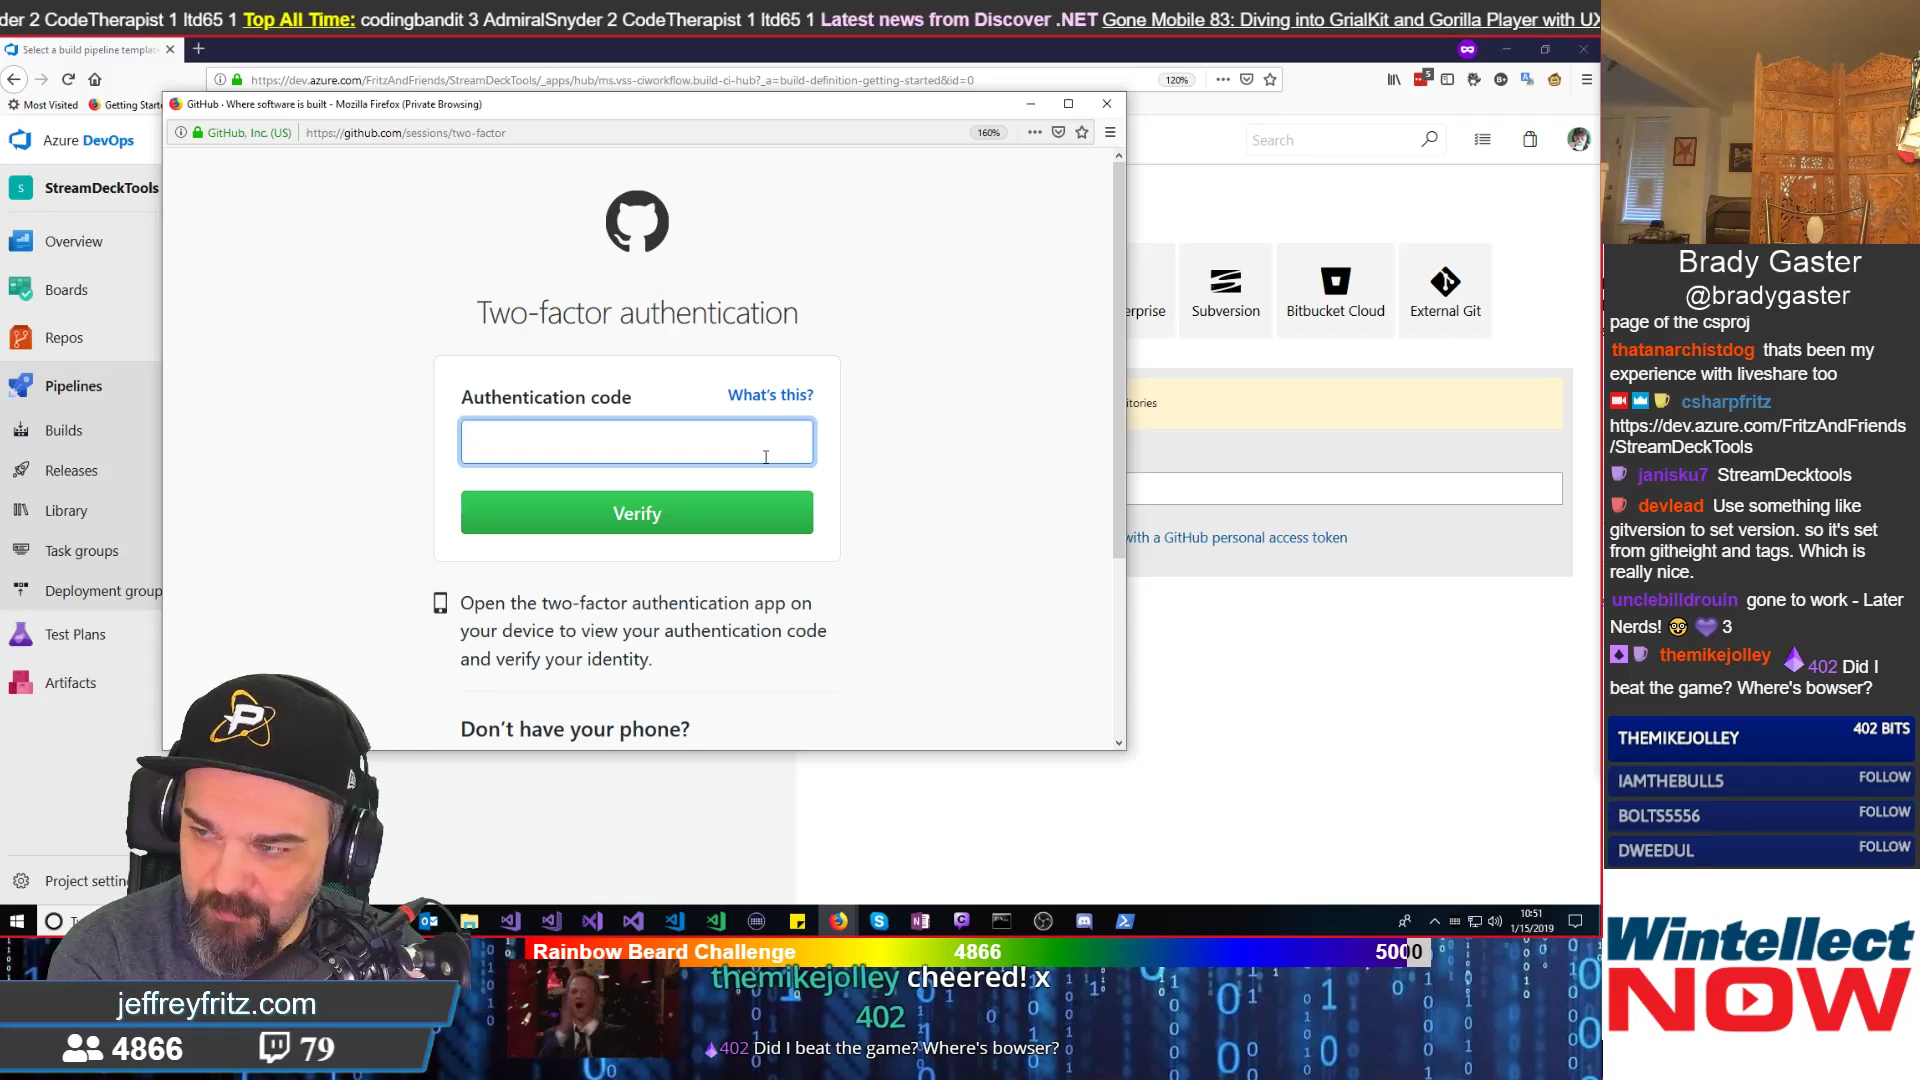 der 2 CodeTherapist 1 ltd65 1 Top All Time: codingbandit 3 AdmiralSnyder 2 CodeTherapist 1 ltd65 1 Latest news from Discover .NET Gone Mobile 83: Diving into GrialKit and Gorilla Player with UX
Select a build pipeline templat
https://dev.azure.com/FritzAndFriends/StreamDeckTools/_apps/hub/ms.vss-ciworkflow.build-ci-hub?_a=build-definition-getting-started&id=0
120%
5
Most Visited
Getting Starte
GitHub · Where software is built - Mozilla Firefox (Private Browsing)
GitHub, Inc. (US)
https://github.com/sessions/two-factor
160%
Azure DevOps
Search
S
StreamDeckTools
Overview
Boards
Repos
Pipelines
Builds
Releases
Library
Task groups
Deployment group
Test Plans
Artifacts
Project settin
Two-factor authentication
Authentication code
What's this?
Verify
Open the two-factor authentication app on
your device to view your authentication code
and verify your identity.
Don't have your phone?
erprise
Subversion
Bitbucket Cloud
External Git
itories
with a GitHub personal access token
Brady Gaster
@bradygaster
page of the csproj
thatanarchistdog thats been my
experience with liveshare too
csharpfritz
https://dev.azure.com/FritzAndFriends
/StreamDeckTools
janisku7 StreamDecktools
devlead Use something like
gitversion to set version. so it's set
from githeight and tags. Which is
really nice.
unclebilldrouin gone to work - Later
Nerds! 3
themikejolley 402 Did I
beat the game? Where's bowser?
THEMIKEJOLLEY 402 BITS
IAMTHEBULL5 FOLLOW
BOLTS5556 FOLLOW
DWEEDUL FOLLOW
10:51
1/15/2019
Rainbow Beard Challenge 4866 5000
themikejolley cheered! x
402
402 Did I beat the game? Where's bowser?
jeffreyfritz.com
4866 79
Wintellect
NOW